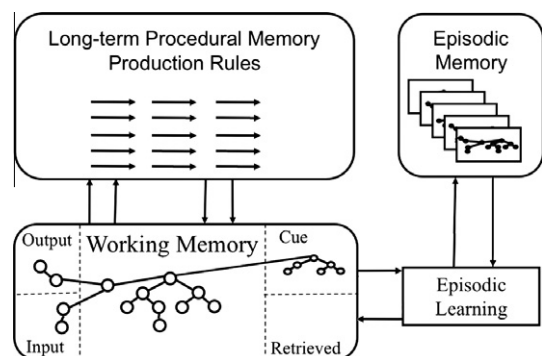 Long-term Procedural Memory
Production Rules
Episodic
Memory
Output
Working Memory
Cue
Input
Retrieved
Episodic
Learning